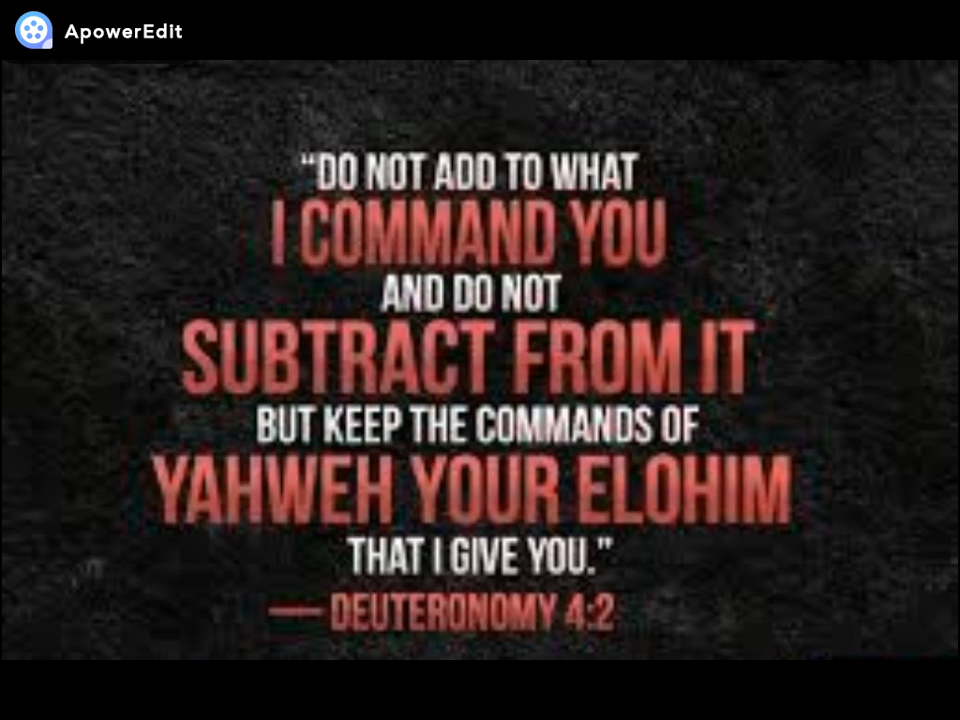 ApowerEdit
“DO NOT ADD TO WHAT
I COMMAND YOU
AND DO NOT
SUBTRACT FROM IT
BUT KEEP THE COMMANDS OF
YAHWEH YOUR ELOHIM
THAT I GIVE YOU.”
— DEUTERONOMY 4:2